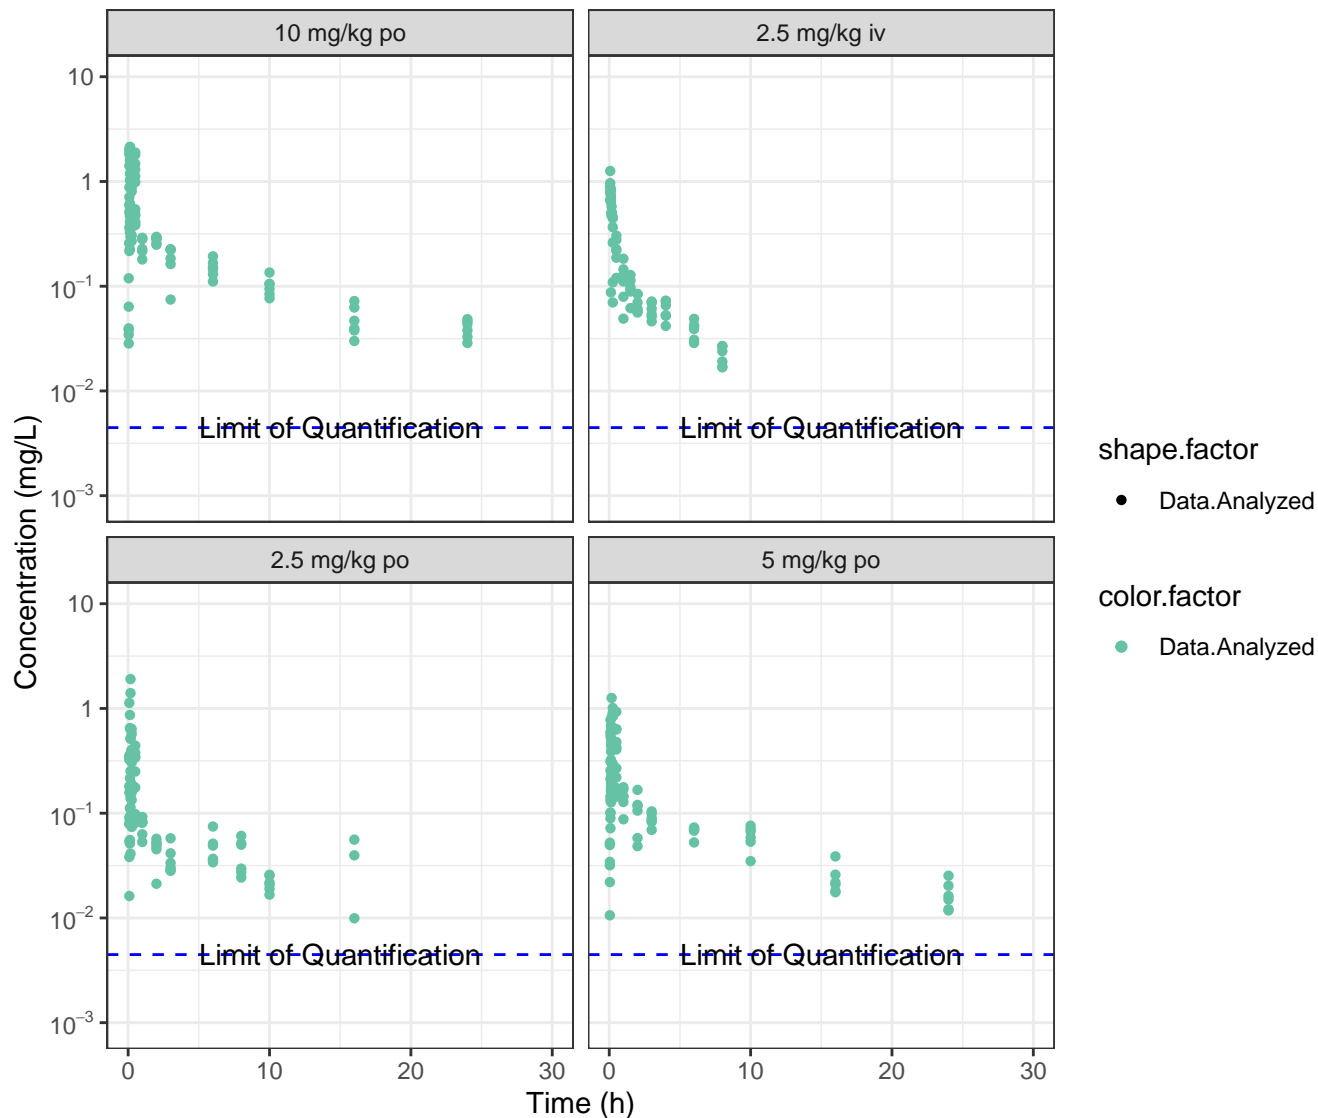 10 mg/kg po
2.5 mg/kg iv
10
1
10⁻¹
10⁻²
10⁻³
Limit of Quantification
Limit of Quantification
Concentration (mg/L)
shape.factor
Data.Analyzed
color.factor
Data.Analyzed
2.5 mg/kg po
5 mg/kg po
10
1
10⁻¹
10⁻²
10⁻³
Limit of Quantification
Limit of Quantification
0 10 20 30
0 10 20 30
Time (h)